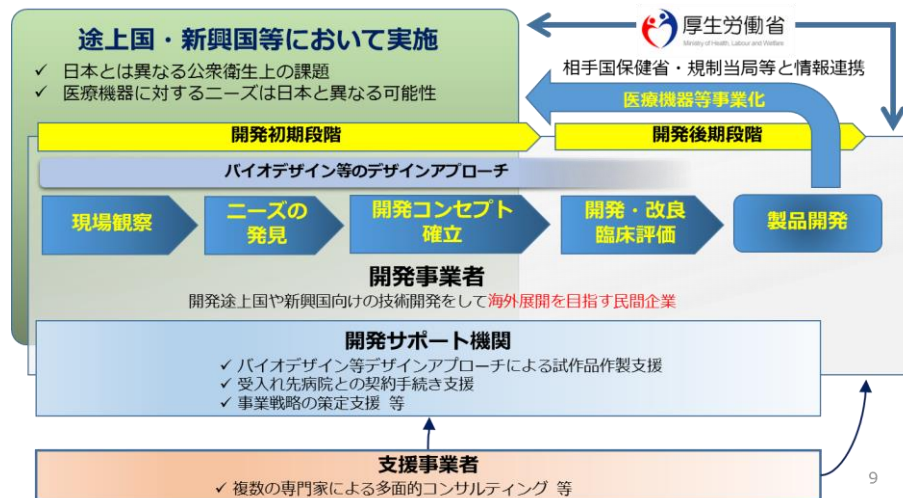 途上国・新興国等において実施
✓ 日本とは異なる公衆衛生上の課題
✓ 医療機器に対するニーズは日本と異なる可能性
厚生労働省
Ministry of Health, Labour and Welfare
相手国保健省・規制当局等と情報連携
医療機器等事業化
開発初期段階
開発後期段階
バイオデザイン等のデザインアプローチ
現場観察
ニーズの
発見
開発コンセプト
確立
開発・改良
臨床評価
製品開発
開発事業者
開発途上国や新興国向けの技術開発をして海外展開を目指す民間企業
開発サポート機関
✓ バイオデザイン等デザインアプローチによる試作品作製支援
✓ 受入れ先病院との契約手続き支援
✓ 事業戦略の策定支援 等
支援事業者
✓ 複数の専門家による多面的コンサルティング 等
9